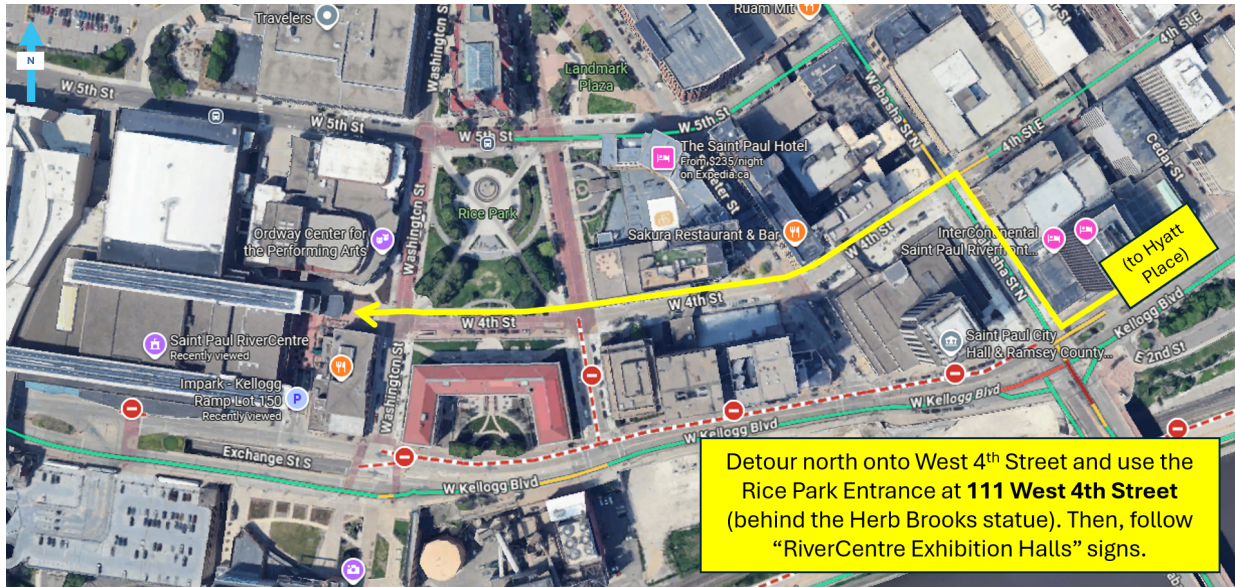 Travelers
Washington St
Ruam Mit
N
Landmark
Plaza
Wabasha St N
4th St E
W 5th St
W 5th St
W 5th St
W 5th St
4th St E
Cedar St
The Saint Paul Hotel
From $235/night
on Expedia.ca
Rice Park
Washington St
Ordway Center for
the Performing Arts
Sakura Restaurant & Bar
W 4th St
InterContinental
Saint Paul Riverfront...
(to Hyatt
Place)
W 4th St
W 4th St
Kellogg Blvd
Saint Paul RiverCentre
Recently viewed
Saint Paul City
Hall & Ramsey County...
E 2nd St
Impark - Kellogg
Ramp Lot 150
Recently viewed
P
Washington St
W Kellogg Blvd
W Kellogg Blvd
Exchange St S
W Kellogg Blvd
Detour north onto West 4th Street and use the
Rice Park Entrance at 111 West 4th Street
(behind the Herb Brooks statue). Then, follow
“RiverCentre Exhibition Halls” signs.